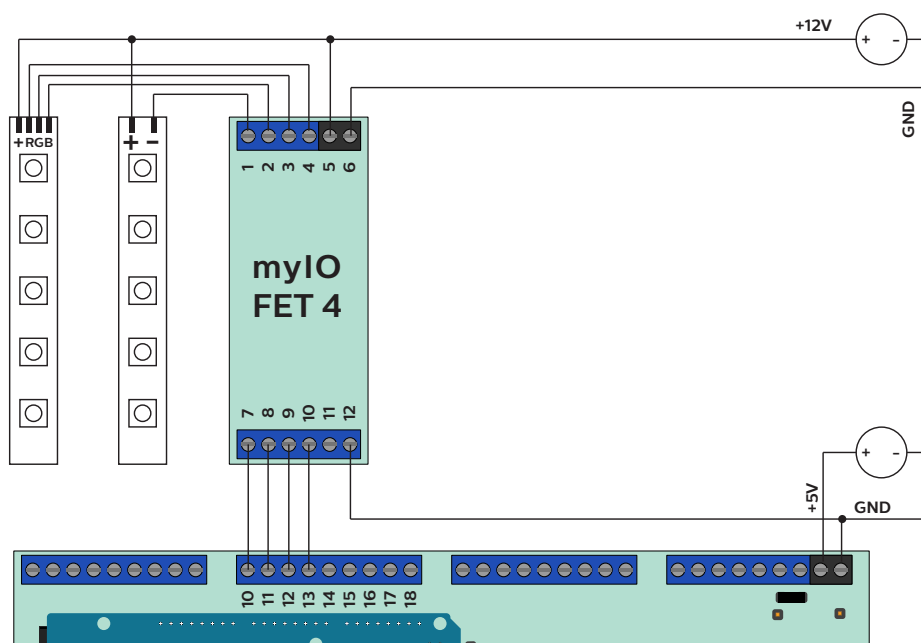 +12V
+ -
GND
+RGB
+ -
1 2 3 4 5 6
myIO
FET 4
7 8 9 10 11 12
+ -
+5V
GND
10 11 12 13 14 15 16 17 18